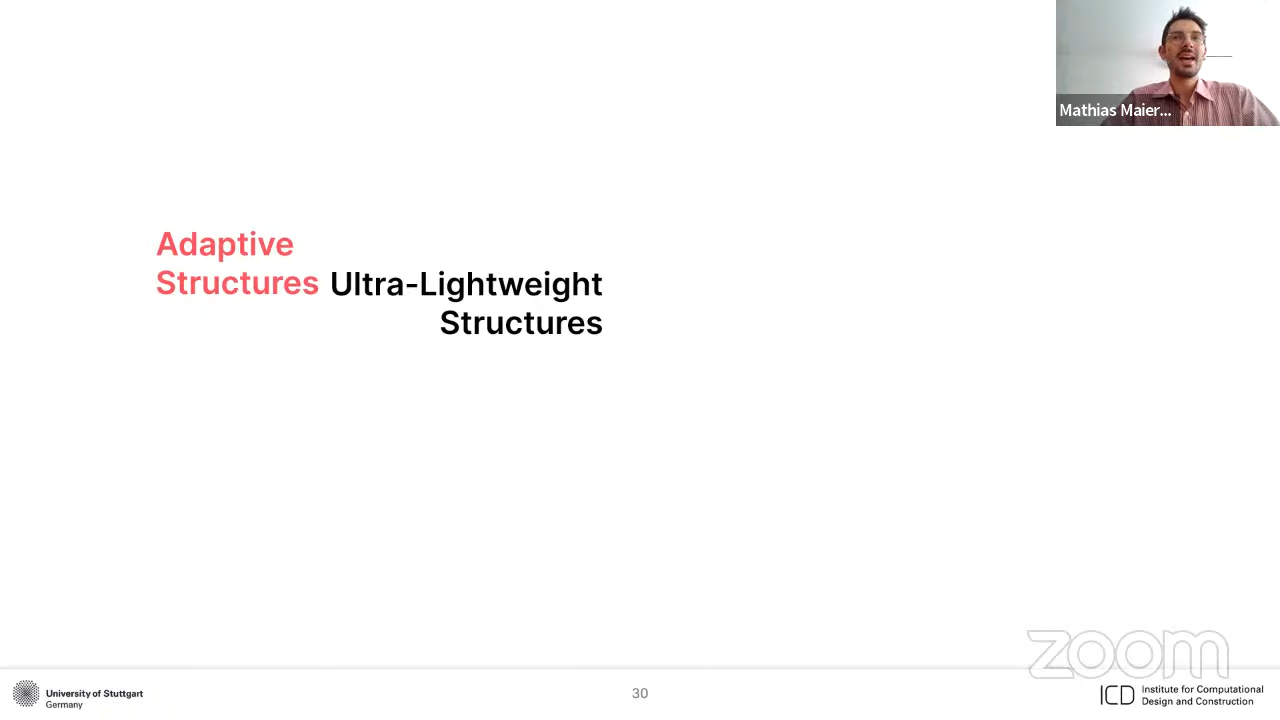 Mathias Maier...
Adaptive
Structures
Ultra-Lightweight
Structures
zoom
University of Stuttgart
Germany
30
ICD
Institute for Computational
Design and Construction